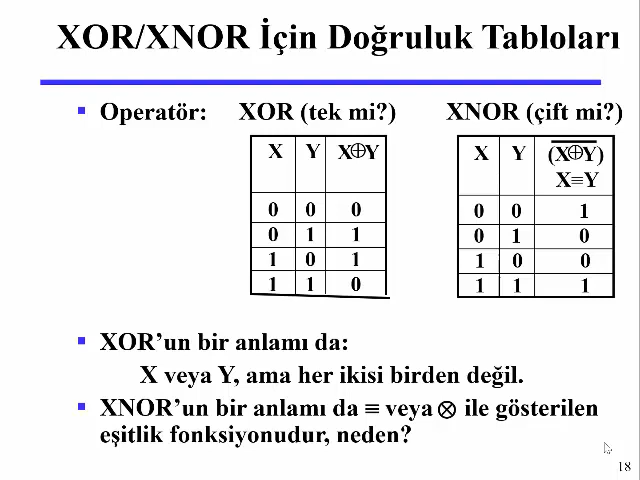 XOR/XNOR İçin Doğruluk Tabloları
▪ Operatör: XOR (tek mi?) XNOR (çift mi?)
X Y X⊕Y
0 0 0
0 1 1
1 0 1
1 1 0
X Y (X⊕Y)
X≡Y
0 0 1
0 1 0
1 0 0
1 1 1
▪ XOR’un bir anlamı da:
X veya Y, ama her ikisi birden değil.
▪ XNOR’un bir anlamı da ≡ veya ⊗ ile gösterilen
eşitlik fonksiyonudur, neden?
18